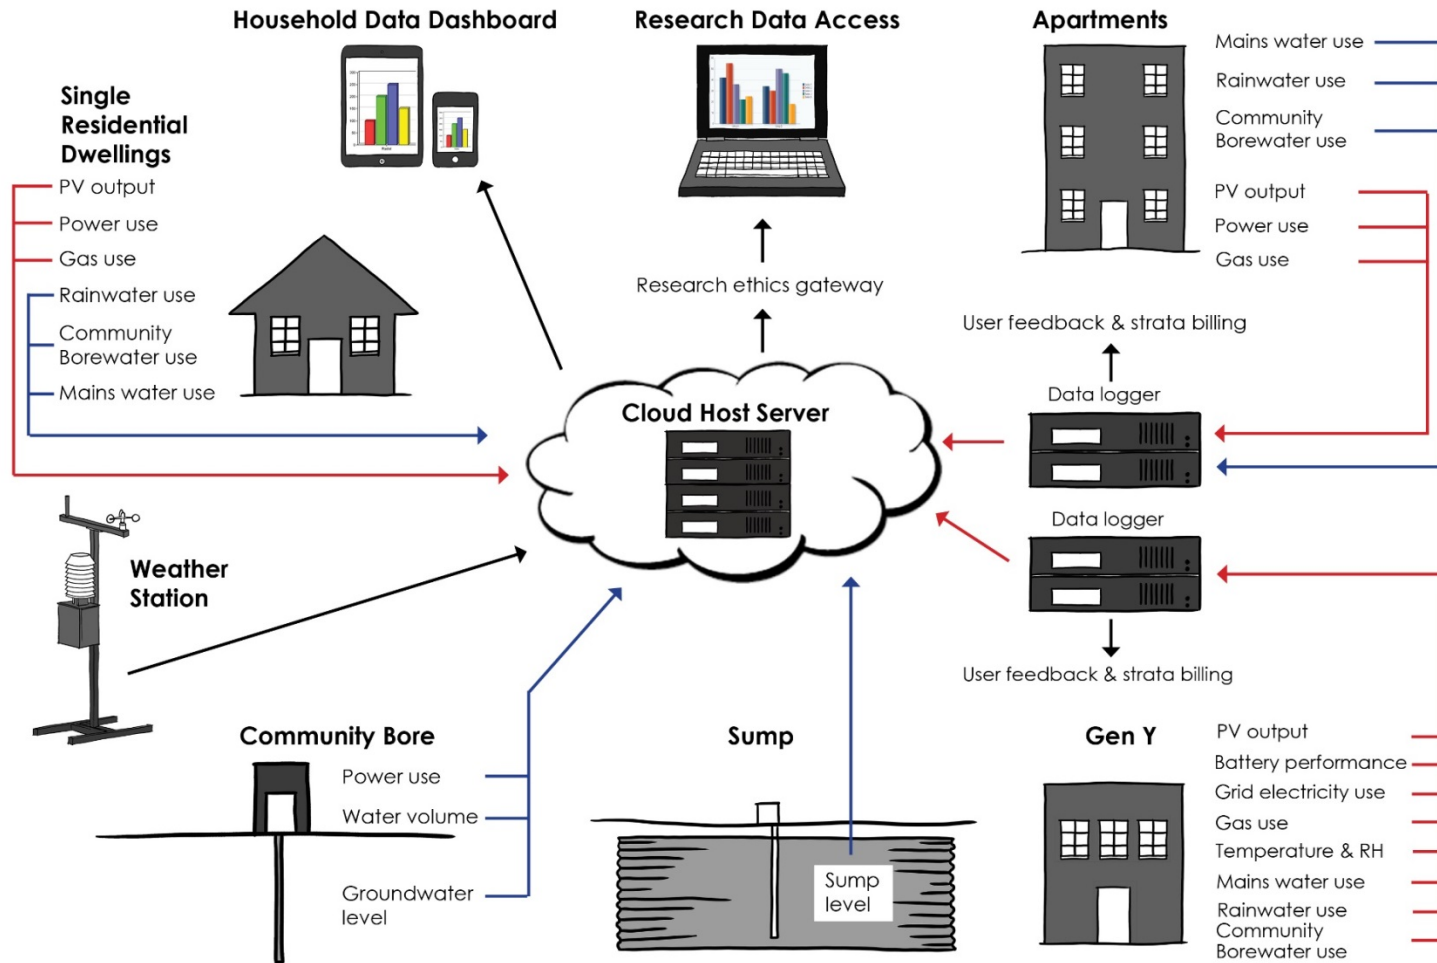 Household Data Dashboard
Research Data Access
Apartments
Single
Residential
Dwellings
PV output
Power use
Gas use
Rainwater use
Community
Borewater use
Mains water use
Mains water use
Rainwater use
Community
Borewater use
PV output
Power use
Gas use
Research ethics gateway
User feedback & strata billing
Data logger
Cloud Host Server
Data logger
User feedback & strata billing
Weather
Station
Community Bore
Power use
Water volume
Groundwater
level
Sump
Sump
level
Gen Y
PV output
Battery performance
Grid electricity use
Gas use
Temperature & RH
Mains water use
Rainwater use
Community
Borewater use